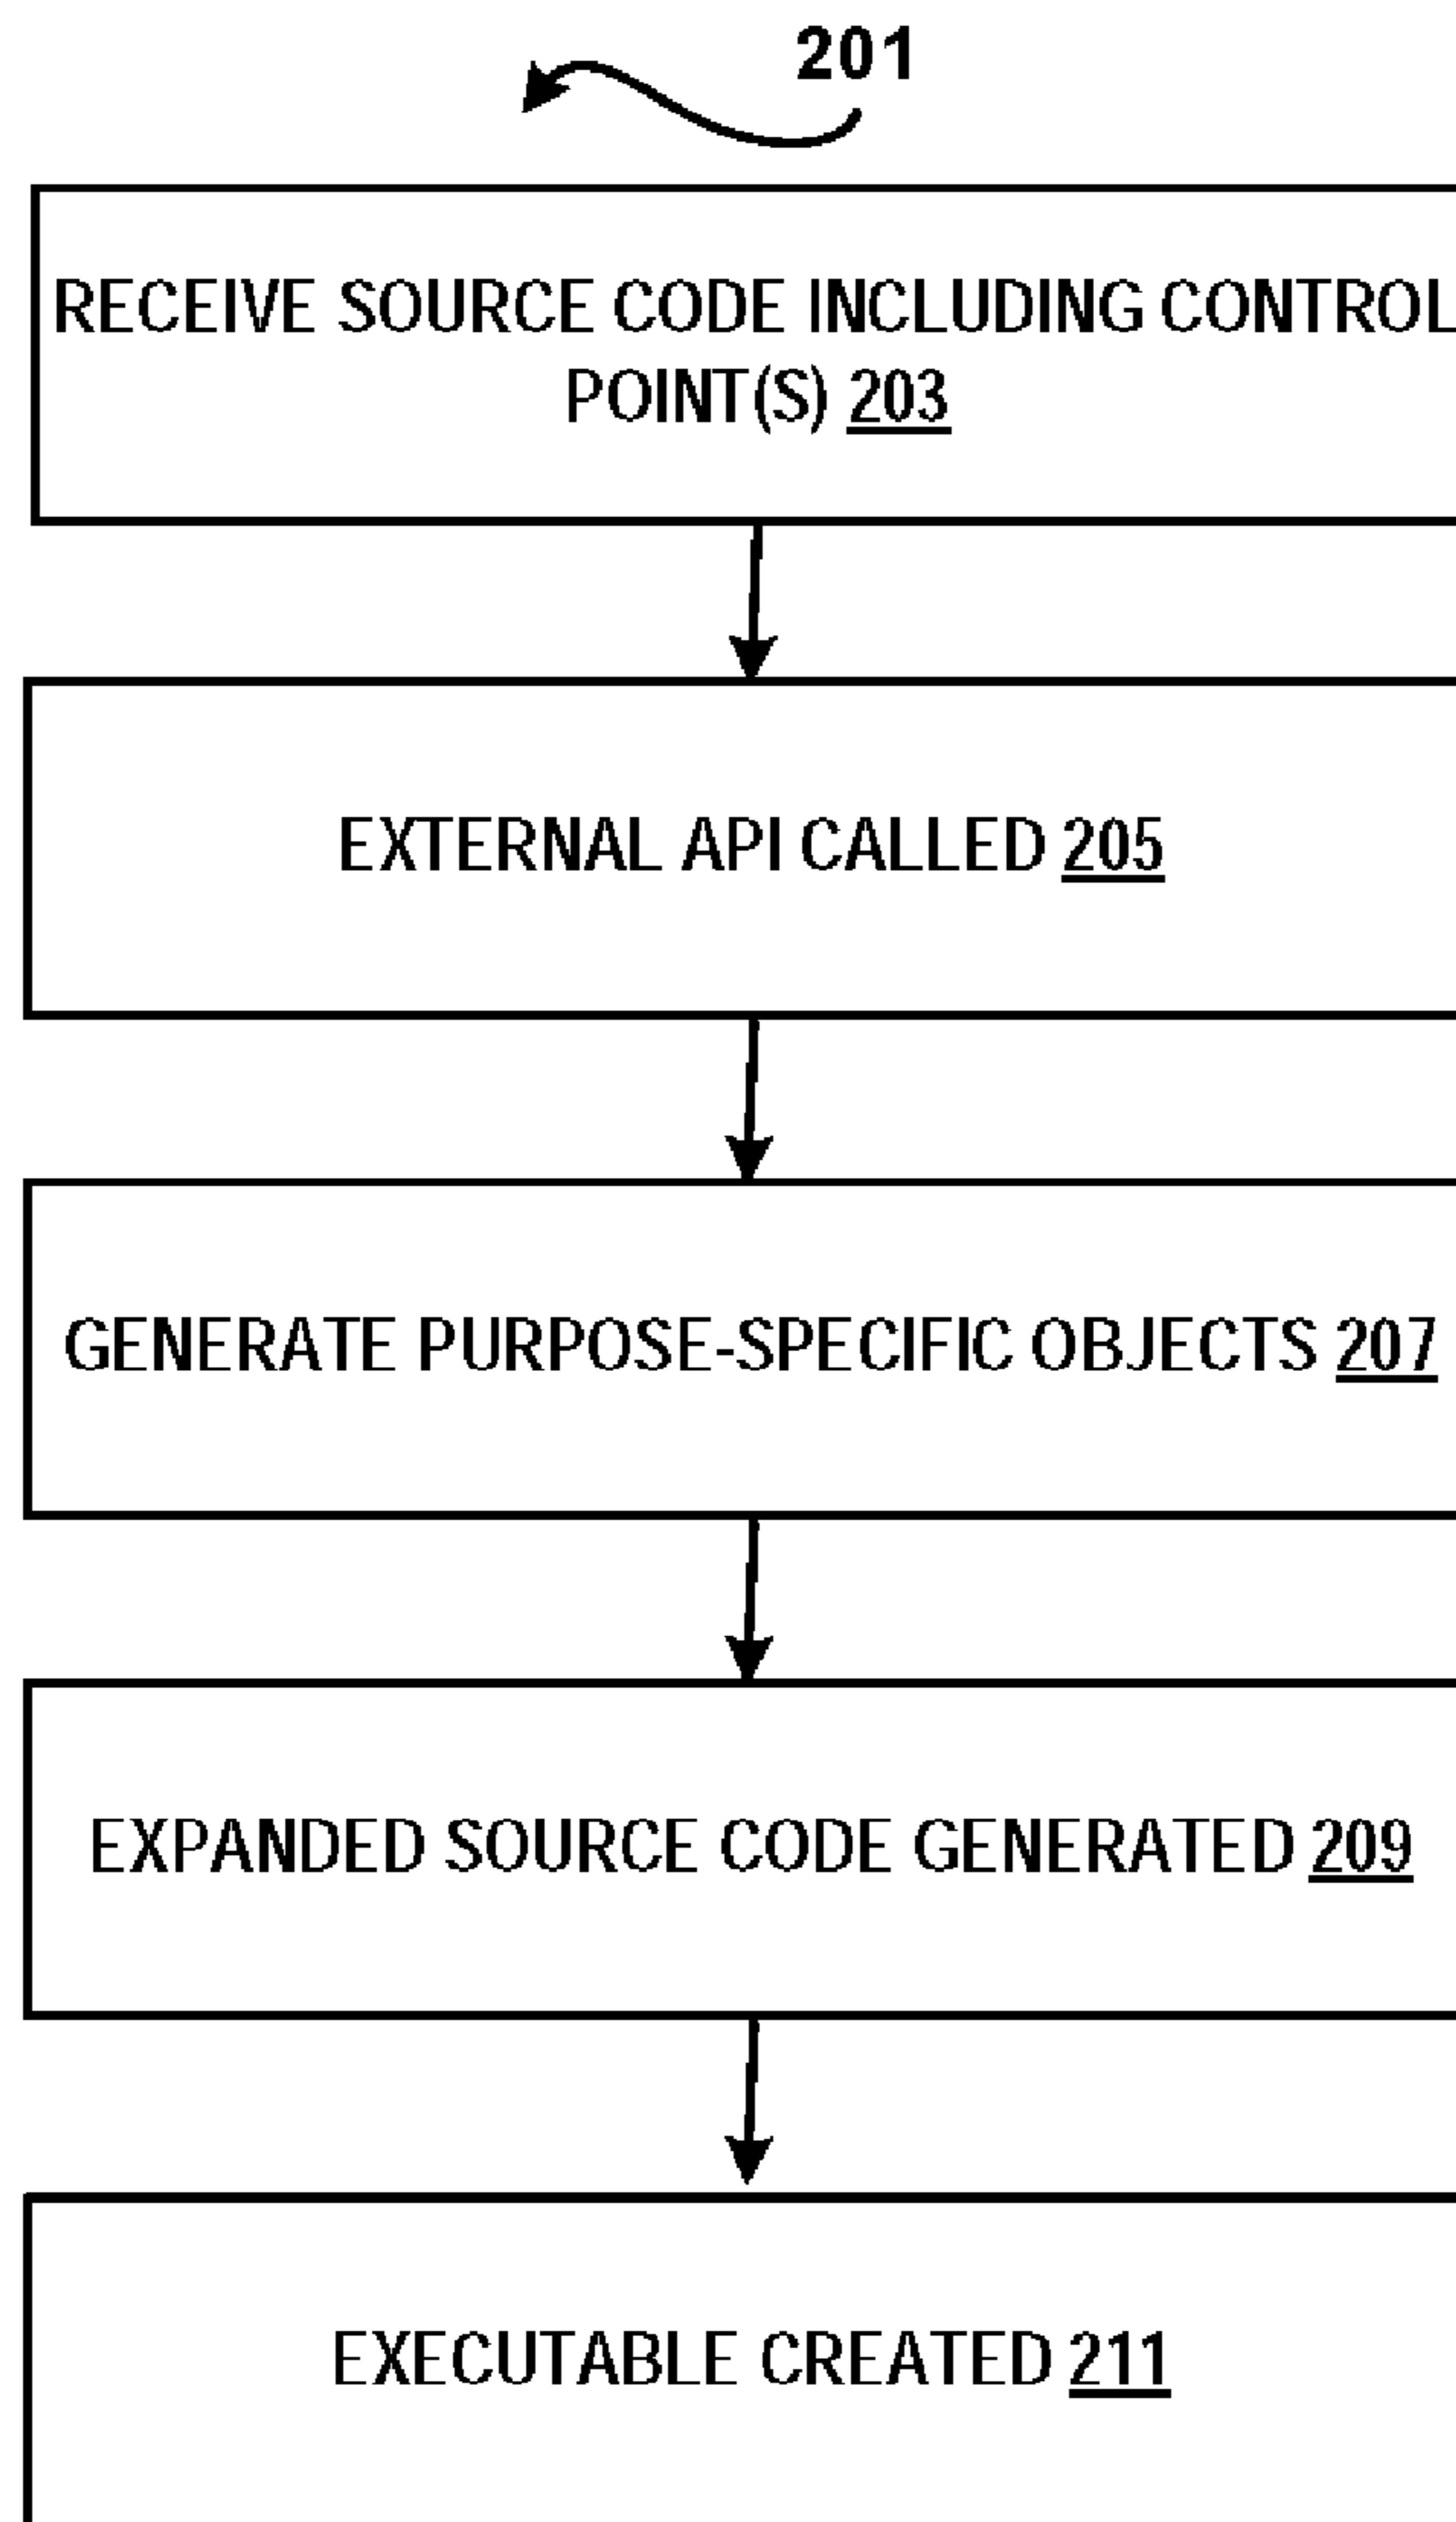 201
RECEIVE SOURCE CODE INCLUDING CONTROL
POINT(S) 203
EXTERNAL API CALLED 205
GENERATE PURPOSE-SPECIFIC OBJECTS 207
EXPANDED SOURCE CODE GENERATED 209
EXECUTABLE CREATED 211